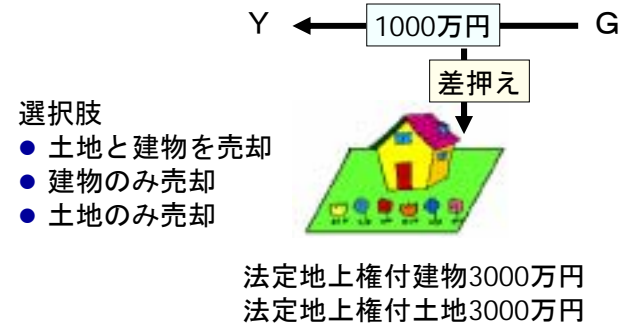 Y 1000万円 G
差押え
選択肢
● 土地と建物を売却
● 建物のみ売却
● 土地のみ売却
法定地上権付建物3000万円
法定地上権付土地3000万円